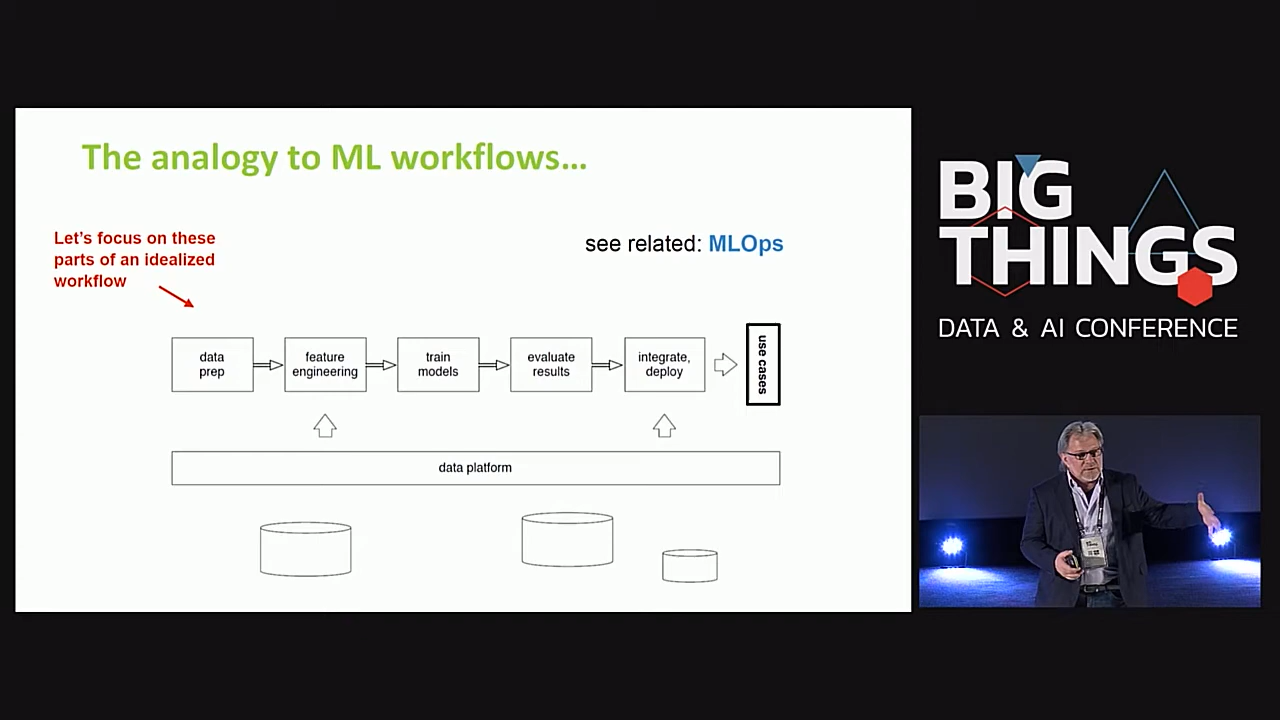 The analogy to ML workflows…
Let's focus on these
parts of an idealized
workflow
see related: MLOps
data
prep
feature
engineering
train
models
evaluate
results
integrate,
deploy
use cases
data platform
BIG
THINGS
DATA & AI CONFERENCE